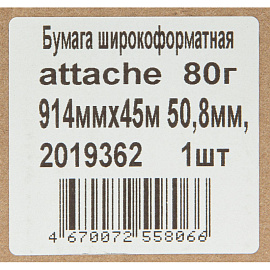 Бумага широкоформатная
attache 80г
914ммх45м 50,8мм,
2019362 1шт
4 670072 558066